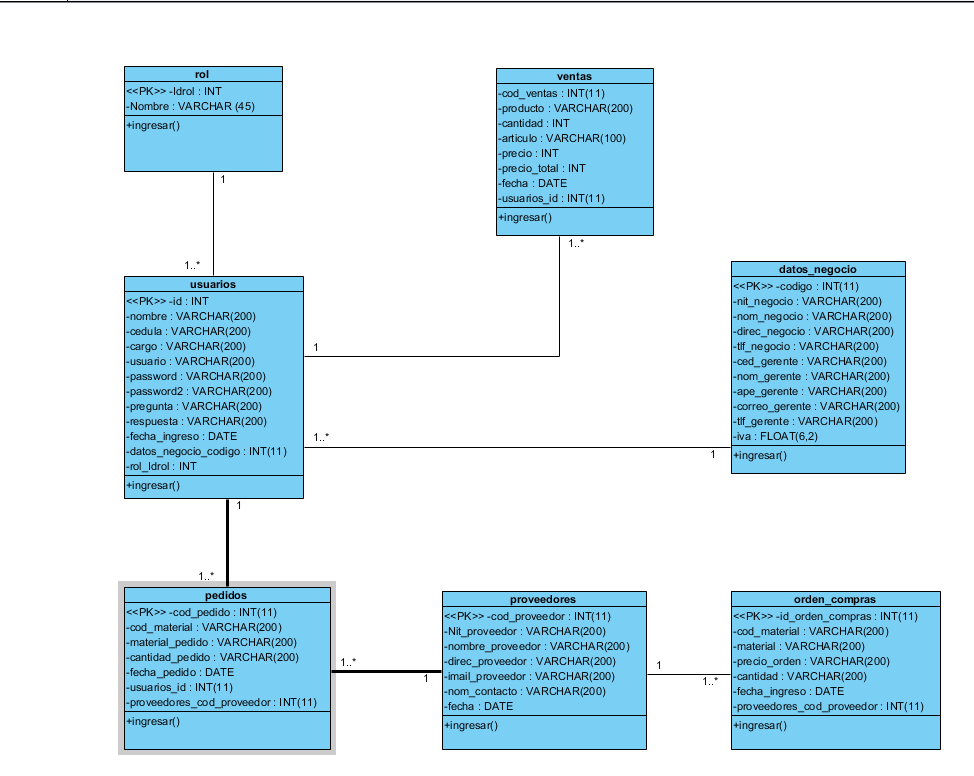 rol
<<PK>> -Idrol : INT
-Nombre : VARCHAR (45)
+ingresar()
1
1..*
ventas
-cod_ventas : INT(11)
-producto : VARCHAR(200)
-cantidad : INT
-articulo : VARCHAR(100)
-precio : INT
-precio_total : INT
-fecha : DATE
-usuarios_id : INT(11)
+ingresar()
1..*
1
usuarios
<<PK>> -id : INT
-nombre : VARCHAR(200)
-cedula : VARCHAR(200)
-cargo : VARCHAR(200)
-usuario : VARCHAR(200)
-password : VARCHAR(200)
-password2 : VARCHAR(200)
-pregunta : VARCHAR(200)
-respuesta : VARCHAR(200)
-fecha_ingreso : DATE
-datos_negocio_codigo : INT(11)
-rol_Idrol : INT
+ingresar()
1..*
1
datos_negocio
<<PK>> -codigo : INT(11)
-nit_negocio : VARCHAR(200)
-nom_negocio : VARCHAR(200)
-direc_negocio : VARCHAR(200)
-tlf_negocio : VARCHAR(200)
-ced_gerente : VARCHAR(200)
-nom_gerente : VARCHAR(200)
-ape_gerente : VARCHAR(200)
-correo_gerente : VARCHAR(200)
-tlf_gerente : VARCHAR(200)
-iva : FLOAT(6,2)
+ingresar()
1
1..*
pedidos
<<PK>> -cod_pedido : INT(11)
-cod_material : VARCHAR(200)
-material_pedido : VARCHAR(200)
-cantidad_pedido : VARCHAR(200)
-fecha_pedido : DATE
-usuarios_id : INT(11)
-proveedores_cod_proveedor : INT(11)
+ingresar()
1..*
1
proveedores
<<PK>> -cod_proveedor : INT(11)
-Nit_proveedor : VARCHAR(200)
-nombre_proveedor : VARCHAR(200)
-direc_proveedor : VARCHAR(200)
-imail_proveedor : VARCHAR(200)
-nom_contacto : VARCHAR(200)
-fecha : DATE
+ingresar()
1
1..*
orden_compras
<<PK>> -id_orden_compras : INT(11)
-cod_material : VARCHAR(200)
-material : VARCHAR(200)
-precio_orden : VARCHAR(200)
-cantidad : VARCHAR(200)
-fecha_ingreso : DATE
-proveedores_cod_proveedor : INT(11)
+ingresar()